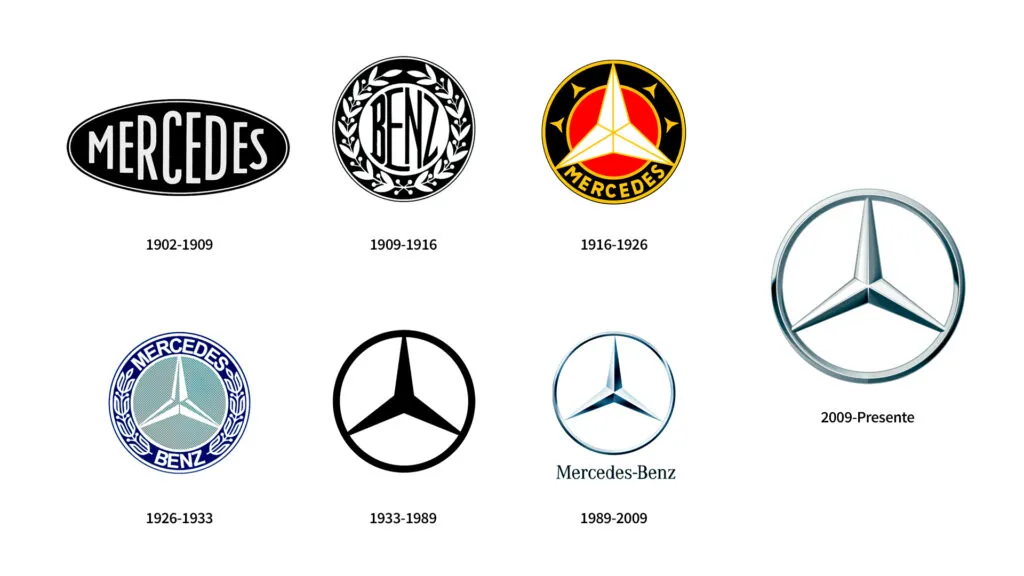 MERCEDES
1902-1909
BENZ
1909-1916
MERCEDES
1916-1926
MERCEDES
BENZ
1926-1933
1933-1989
Mercedes-Benz
1989-2009
2009-Presente